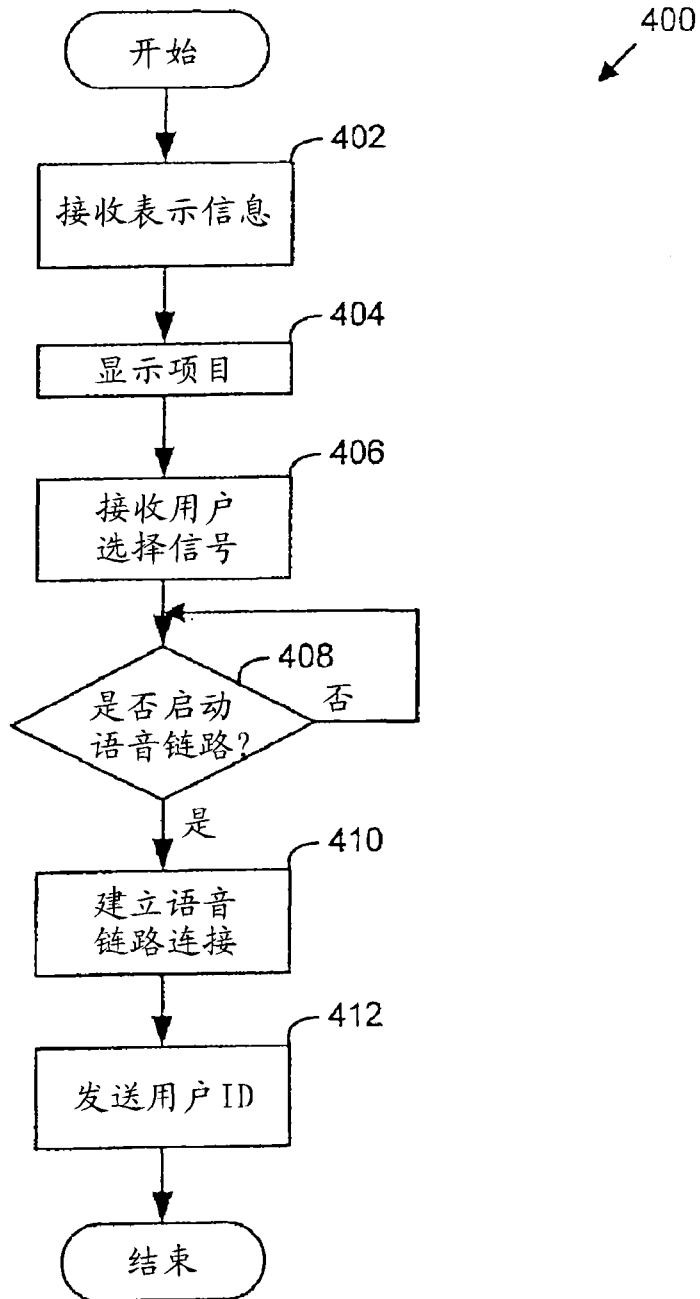 400
开始
402
接收表示信息
404
显示项目
406
接收用户
选择信号
408
是否启动
语音链路?
否
是
410
建立语音
链路连接
412
发送用户ID
结束